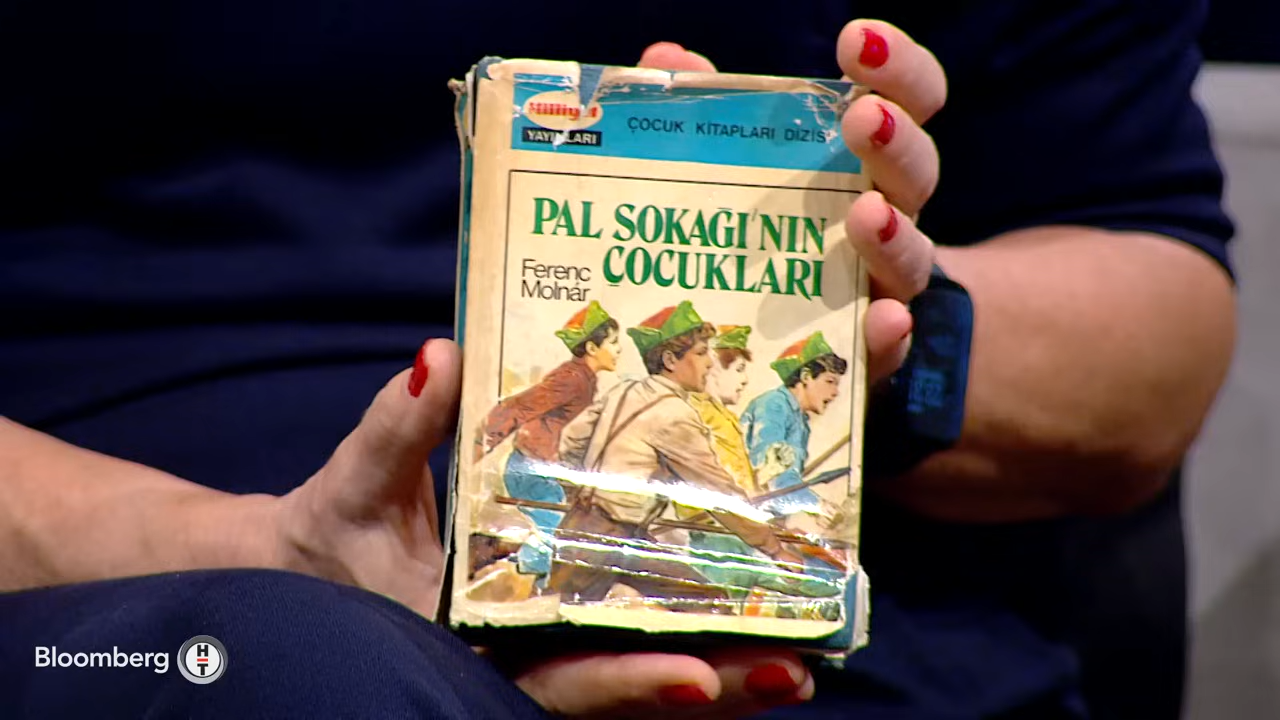 Milliyet
YAYINLARI
ÇOCUK KİTAPLARI DİZİSİ
PAL SOKAĞI'NIN
ÇOCUKLARI
Ferenc
Molnár
Bloomberg
HT